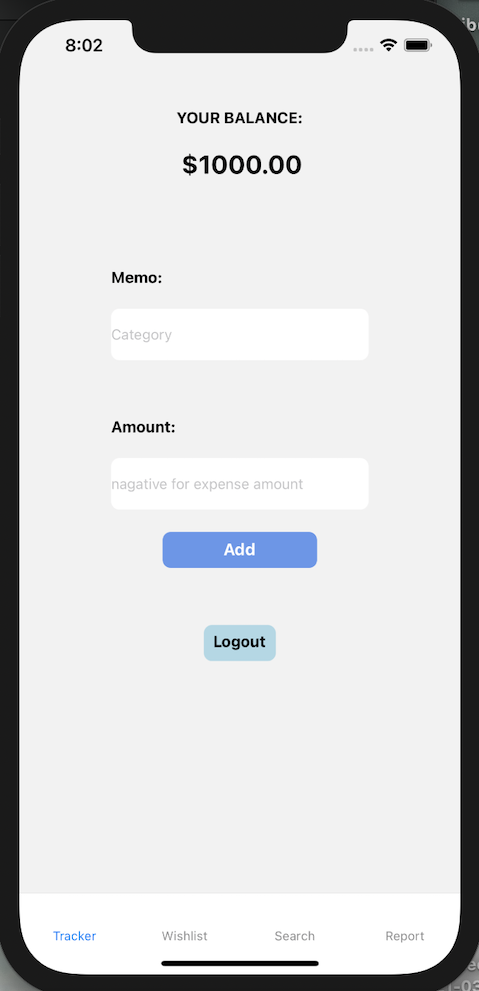 8:02
YOUR BALANCE:
$1000.00
Memo:
Category
Amount:
nagative for expense amount
Add
Logout
Tracker Wishlist Search Report